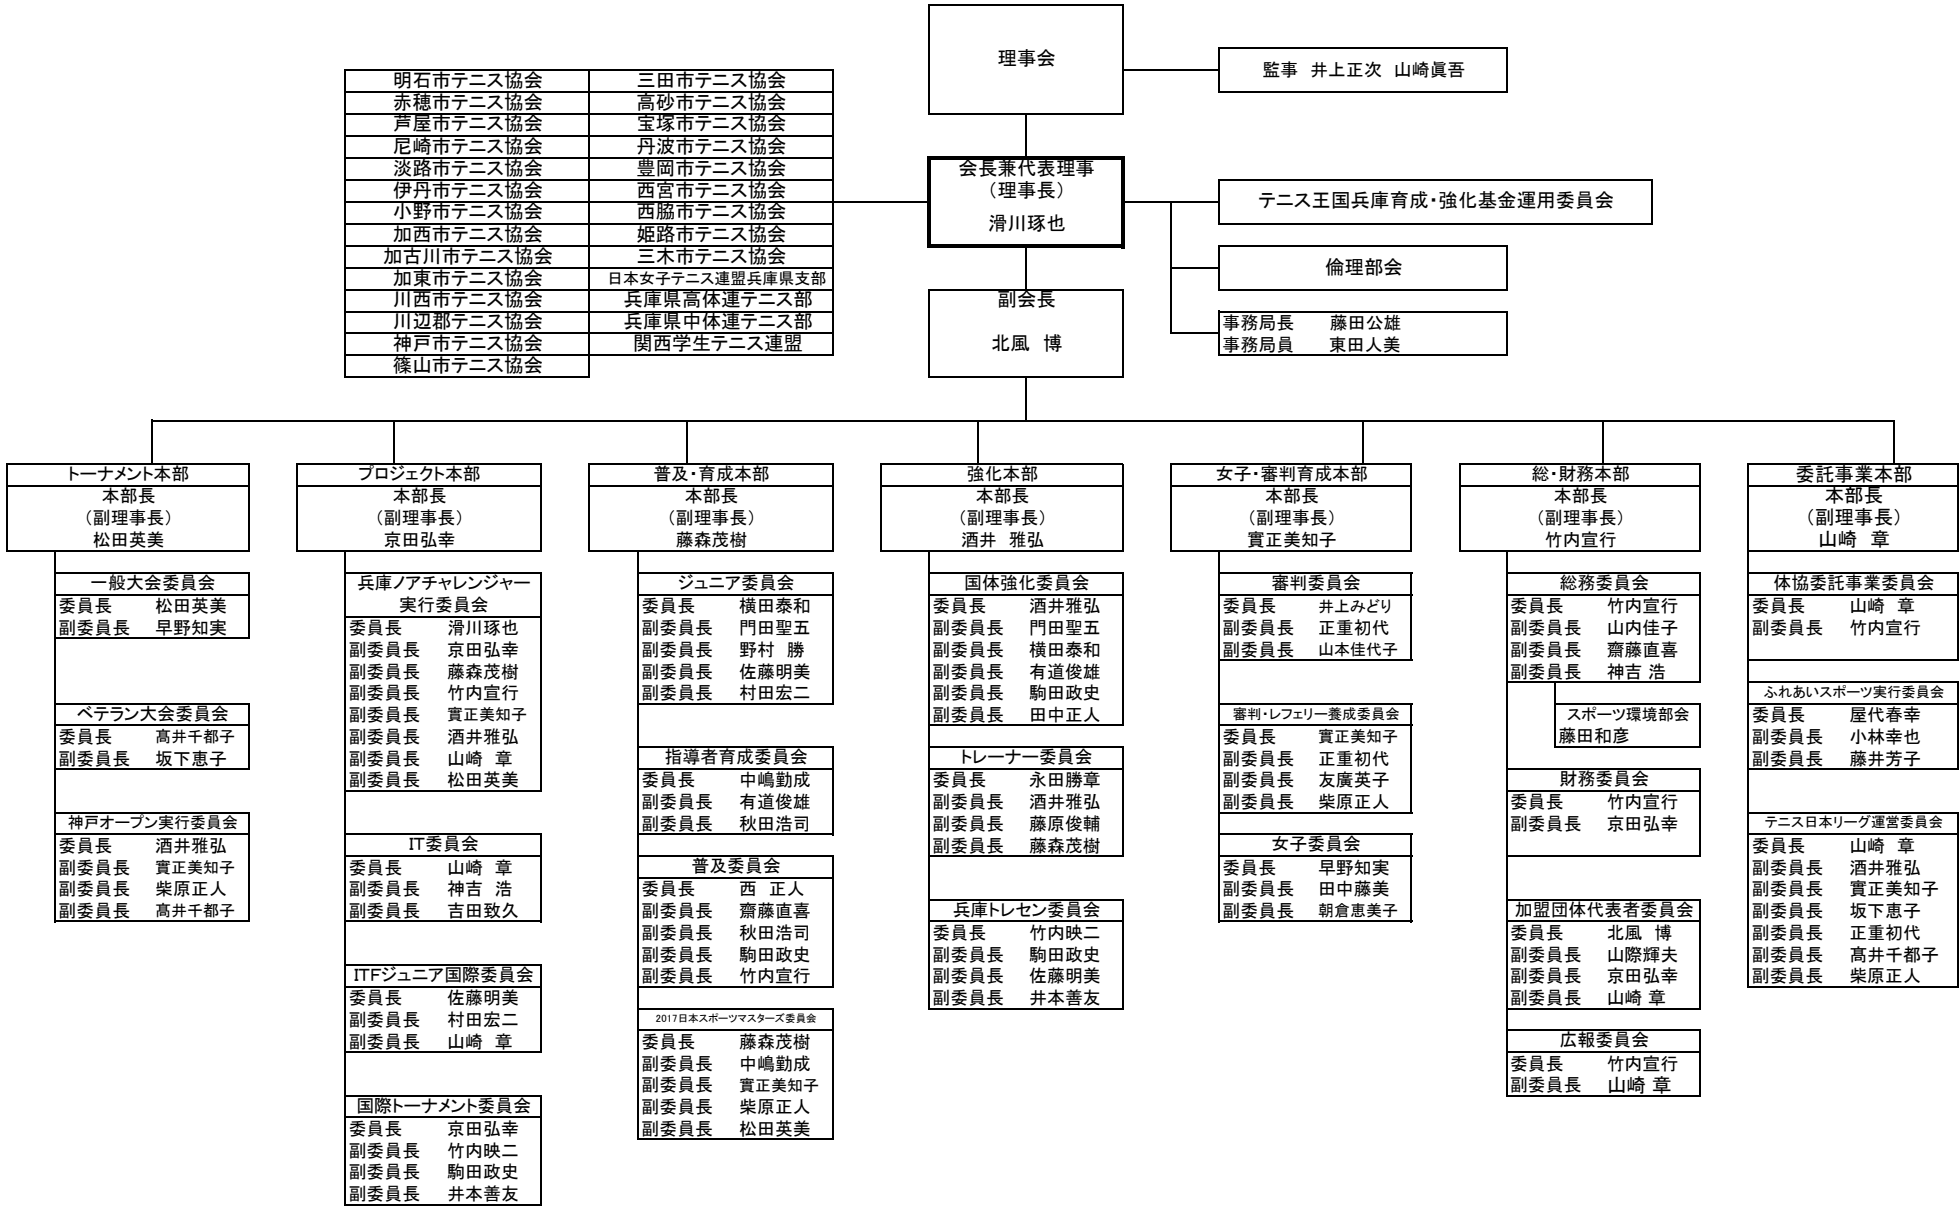 理事会
監事 井上正次 山崎眞吾
明石市テニス協会 三田市テニス協会
赤穂市テニス協会 高砂市テニス協会
芦屋市テニス協会 宝塚市テニス協会
尼崎市テニス協会 丹波市テニス協会
淡路市テニス協会 豊岡市テニス協会
伊丹市テニス協会 西宮市テニス協会
小野市テニス協会 西脇市テニス協会
加西市テニス協会 姫路市テニス協会
加古川市テニス協会 三木市テニス協会
加東市テニス協会 日本女子テニス連盟兵庫県支部
川西市テニス協会 兵庫県高体連テニス部
川辺郡テニス協会 兵庫県中体連テニス部
神戸市テニス協会 関西学生テニス連盟
篠山市テニス協会
会長兼代表理事
(理事長)
滑川琢也
テニス王国兵庫育成・強化基金運用委員会
倫理部会
事務局長 藤田公雄
事務局員 東田人美
副会長
北風 博
トーナメント本部
本部長
(副理事長)
松田英美
一般大会委員会
委員長 松田英美
副委員長 早野知実
ベテラン大会委員会
委員長 髙井千都子
副委員長 坂下恵子
神戸オープン実行委員会
委員長 酒井雅弘
副委員長 實正美知子
副委員長 柴原正人
副委員長 髙井千都子
プロジェクト本部
本部長
(副理事長)
京田弘幸
兵庫ノアチャレンジャー
実行委員会
委員長 滑川琢也
副委員長 京田弘幸
副委員長 藤森茂樹
副委員長 竹内宣行
副委員長 實正美知子
副委員長 酒井雅弘
副委員長 山崎 章
副委員長 松田英美
IT委員会
委員長 山崎 章
副委員長 神吉 浩
副委員長 吉田致久
ITFジュニア国際委員会
委員長 佐藤明美
副委員長 村田宏二
副委員長 山崎 章
国際トーナメント委員会
委員長 京田弘幸
副委員長 竹内映二
副委員長 駒田政史
副委員長 井本善友
普及・育成本部
本部長
(副理事長)
藤森茂樹
ジュニア委員会
委員長 横田泰和
副委員長 門田聖五
副委員長 野村 勝
副委員長 佐藤明美
副委員長 村田宏二
指導者育成委員会
委員長 中嶋勤成
副委員長 有道俊雄
副委員長 秋田浩司
普及委員会
委員長 西 正人
副委員長 齋藤直喜
副委員長 秋田浩司
副委員長 駒田政史
副委員長 竹内宣行
2017日本スポーツマスターズ委員会
委員長 藤森茂樹
副委員長 中嶋勤成
副委員長 實正美知子
副委員長 柴原正人
副委員長 松田英美
強化本部
本部長
(副理事長)
酒井 雅弘
国体強化委員会
委員長 酒井雅弘
副委員長 門田聖五
副委員長 横田泰和
副委員長 有道俊雄
副委員長 駒田政史
副委員長 田中正人
トレーナー委員会
委員長 永田勝章
副委員長 酒井雅弘
副委員長 藤原俊輔
副委員長 藤森茂樹
兵庫トレセン委員会
委員長 竹内映二
副委員長 駒田政史
副委員長 佐藤明美
副委員長 井本善友
女子・審判育成本部
本部長
(副理事長)
實正美知子
審判委員会
委員長 井上みどり
副委員長 正重初代
副委員長 山本佳代子
審判・レフェリー養成委員会
委員長 實正美知子
副委員長 正重初代
副委員長 友廣英子
副委員長 柴原正人
女子委員会
委員長 早野知実
副委員長 田中藤美
副委員長 朝倉恵美子
総・財務本部
本部長
(副理事長)
竹内宣行
総務委員会
委員長 竹内宣行
副委員長 山内佳子
副委員長 齋藤直喜
副委員長 神吉 浩
スポーツ環境部会
藤田和彦
財務委員会
委員長 竹内宣行
副委員長 京田弘幸
加盟団体代表者委員会
委員長 北風 博
副委員長 山際輝夫
副委員長 京田弘幸
副委員長 山崎 章
広報委員会
委員長 竹内宣行
副委員長 山崎 章
委託事業本部
本部長
(副理事長)
山崎 章
体協委託事業委員会
委員長 山崎 章
副委員長 竹内宣行
ふれあいスポーツ実行委員会
委員長 屋代春幸
副委員長 小林幸也
副委員長 藤井芳子
テニス日本リーグ運営委員会
委員長 山崎 章
副委員長 酒井雅弘
副委員長 實正美知子
副委員長 坂下恵子
副委員長 正重初代
副委員長 髙井千都子
副委員長 柴原正人